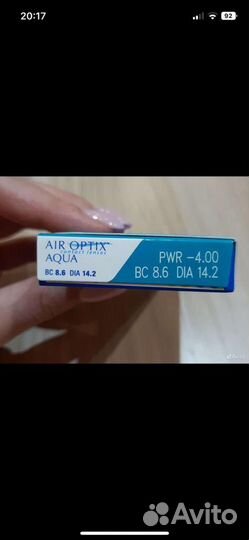 20:17
92
AIR OPTIX
contact lenses
AQUA
BC 8.6 DIA 14.2
PWR -4.00
BC 8.6 DIA 14.2
Avito